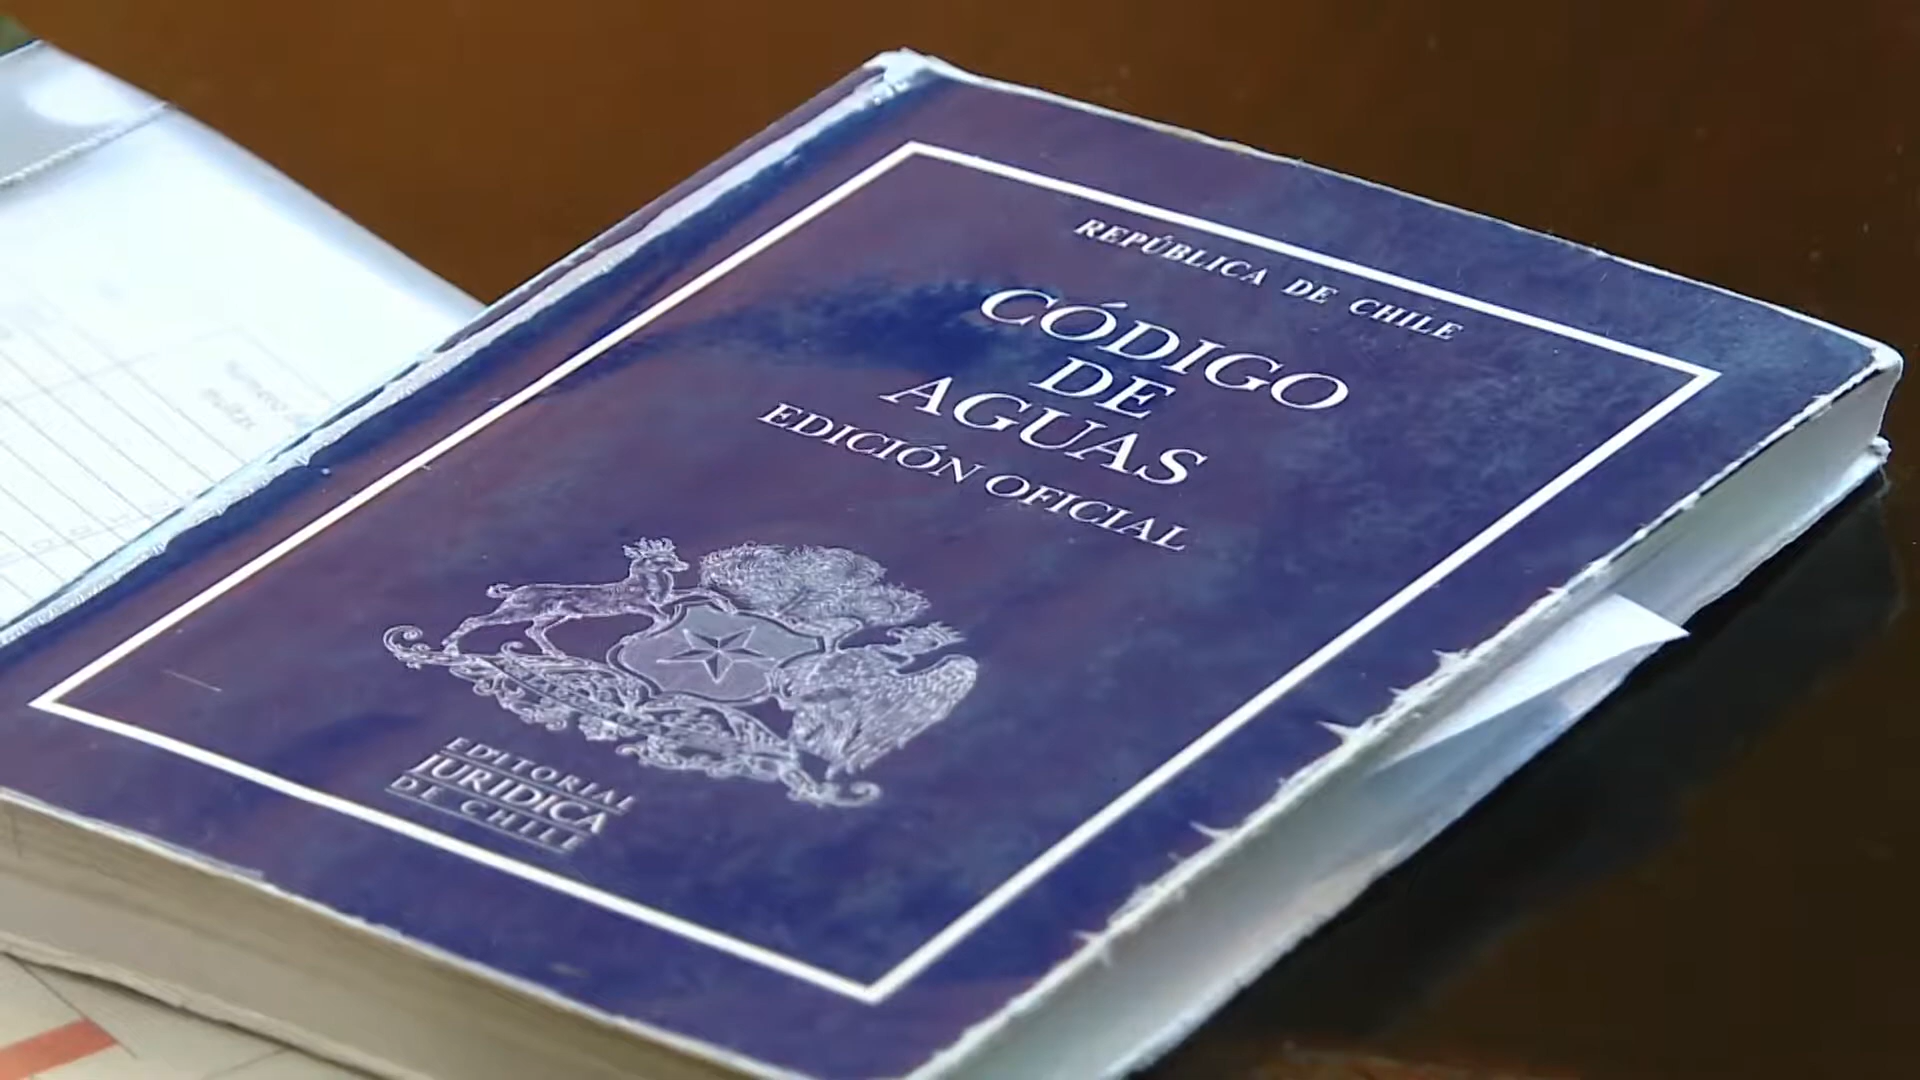 REPÚBLICA DE CHILE
CÓDIGO
DE
AGUAS
EDICIÓN OFICIAL
EDITORIAL
JURIDICA
DE CHILE